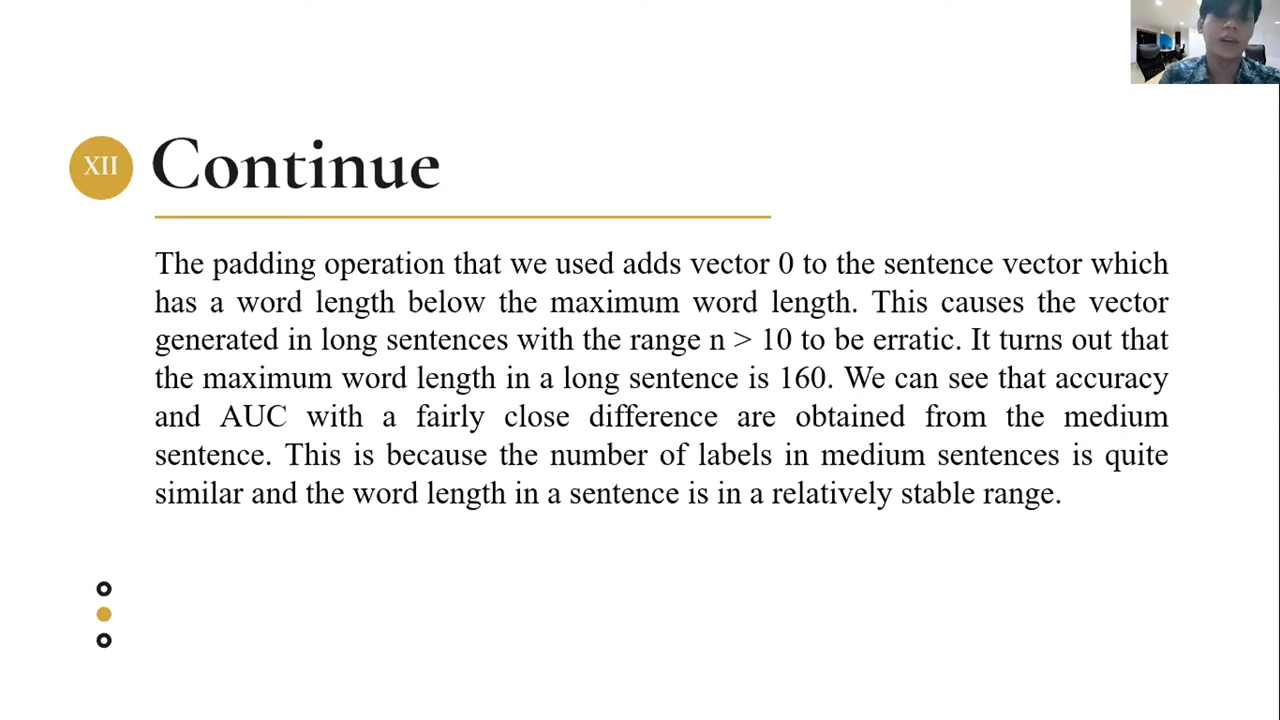 XII
Continue
The padding operation that we used adds vector 0 to the sentence vector which
has a word length below the maximum word length. This causes the vector
generated in long sentences with the range n > 10 to be erratic. It turns out that
the maximum word length in a long sentence is 160. We can see that accuracy
and AUC with a fairly close difference are obtained from the medium
sentence. This is because the number of labels in medium sentences is quite
similar and the word length in a sentence is in a relatively stable range.